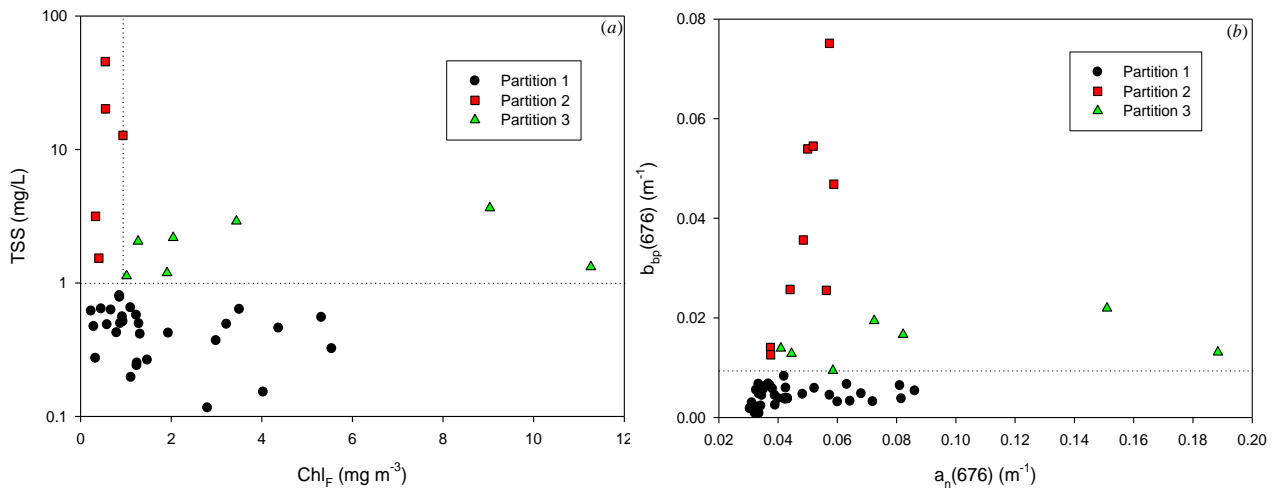 (a)
100
10
1
0.1
TSS (mg/L)
Partition 1
Partition 2
Partition 3
0 2 4 6 8 10 12
Chl_F (mg m^-3)
(b)
0.08
0.06
0.04
0.02
0.00
b_bp(676) (m^-1)
Partition 1
Partition 2
Partition 3
0.02 0.04 0.06 0.08 0.10 0.12 0.14 0.16 0.18 0.20
a_n(676) (m^-1)